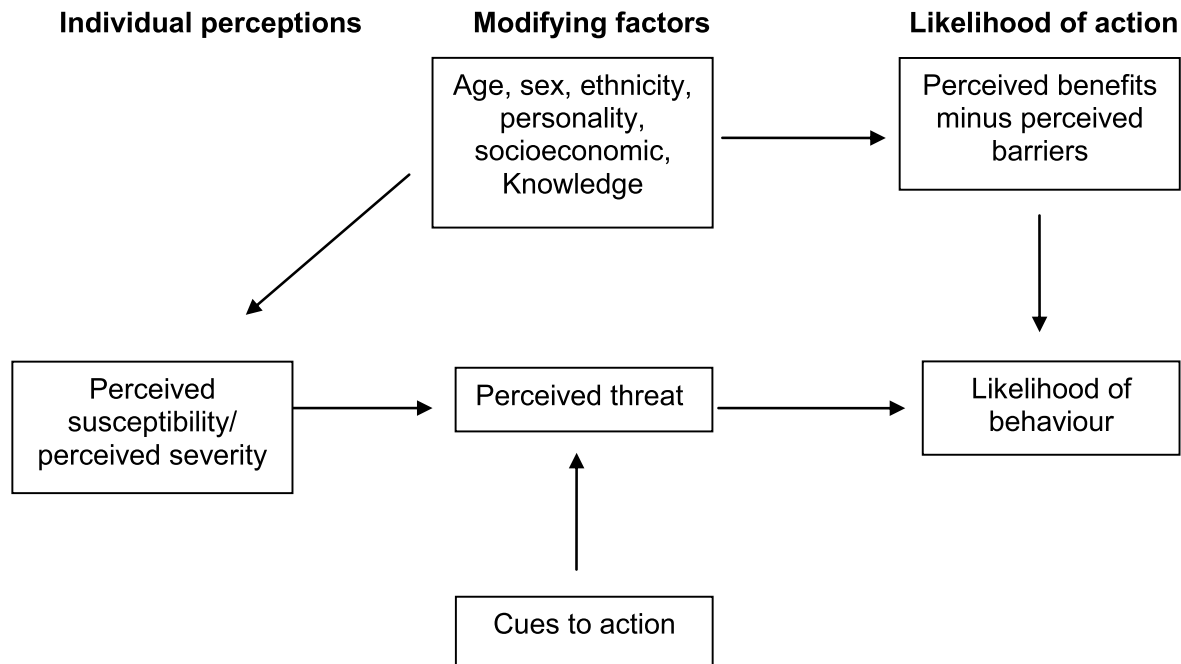 Individual perceptions
Modifying factors
Likelihood of action
Age, sex, ethnicity,
personality,
socioeconomic,
Knowledge
Perceived benefits
minus perceived
barriers
Perceived
susceptibility/
perceived severity
Perceived threat
Likelihood of
behaviour
Cues to action